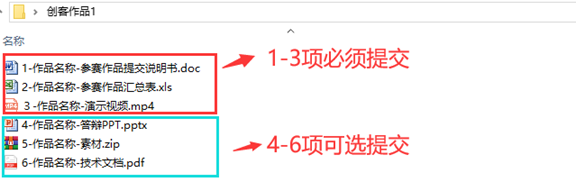 创客作品1
名称
1-作品名称-参赛作品提交说明书.doc
2-作品名称-参赛作品汇总表.xls
3 -作品名称-演示视频.mp4
1-3项必须提交
4-作品名称-答辩PPT.pptx
5-作品名称-素材.zip
6-作品名称-技术文档.pdf
4-6项可选提交